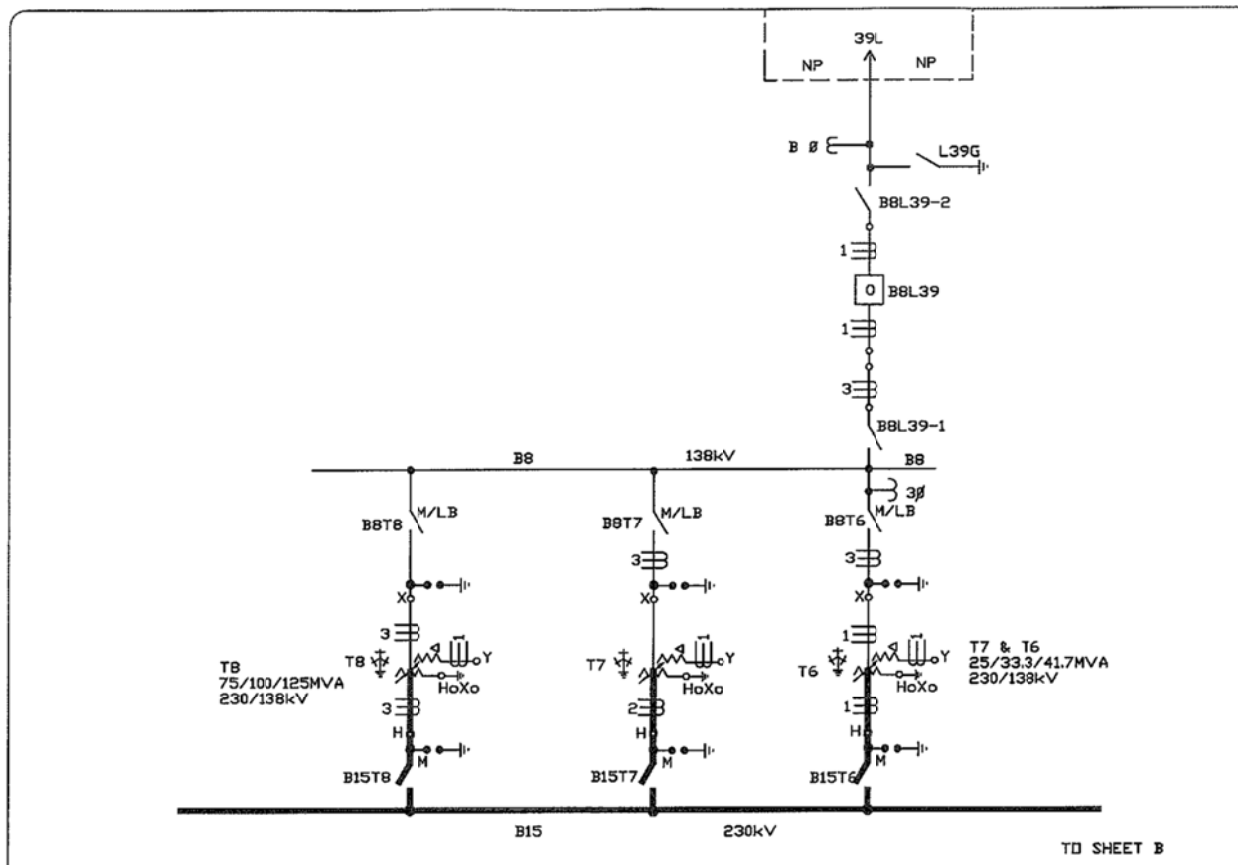 39L
NP NP
B Ø
L39G
B8L39-2
1
O B8L39
1
3
B8L39-1
B8 138kV B8
3Ø
B8T8 M/LB
B8T7 M/LB
B8T6 M/LB
3
3
X
X
X
3
1
T8
1
Y
HoXo
T7
1
Y
HoXo
T6
1
Y
HoXo
T8
75/100/125MVA
230/138kV
T7 & T6
25/33.3/41.7MVA
230/138kV
3
2
1
H
H
H
M
M
M
B15T8
B15T7
B15T6
B15 230kV
TO SHEET B